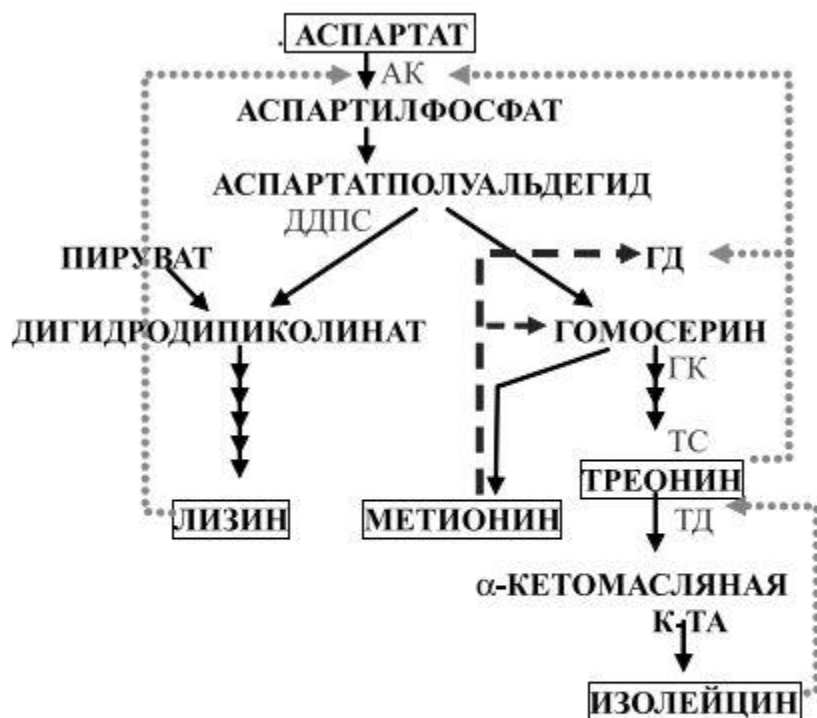 . АСПАРТАТ
АК
АСПАРТИЛФОСФАТ
АСПАРТАТПОЛУАЛЬДЕГИД
ДДПС
ПИРУВАТ
ГД
ДИГИДРОДИПИКОЛИНАТ
ГОМОСЕРИН
ГК
ТС
ТРЕОНИН
ЛИЗИН
МЕТИОНИН
ТД
α-КЕТОМАСЛЯНАЯ
К-ТА
ИЗОЛЕЙЦИН